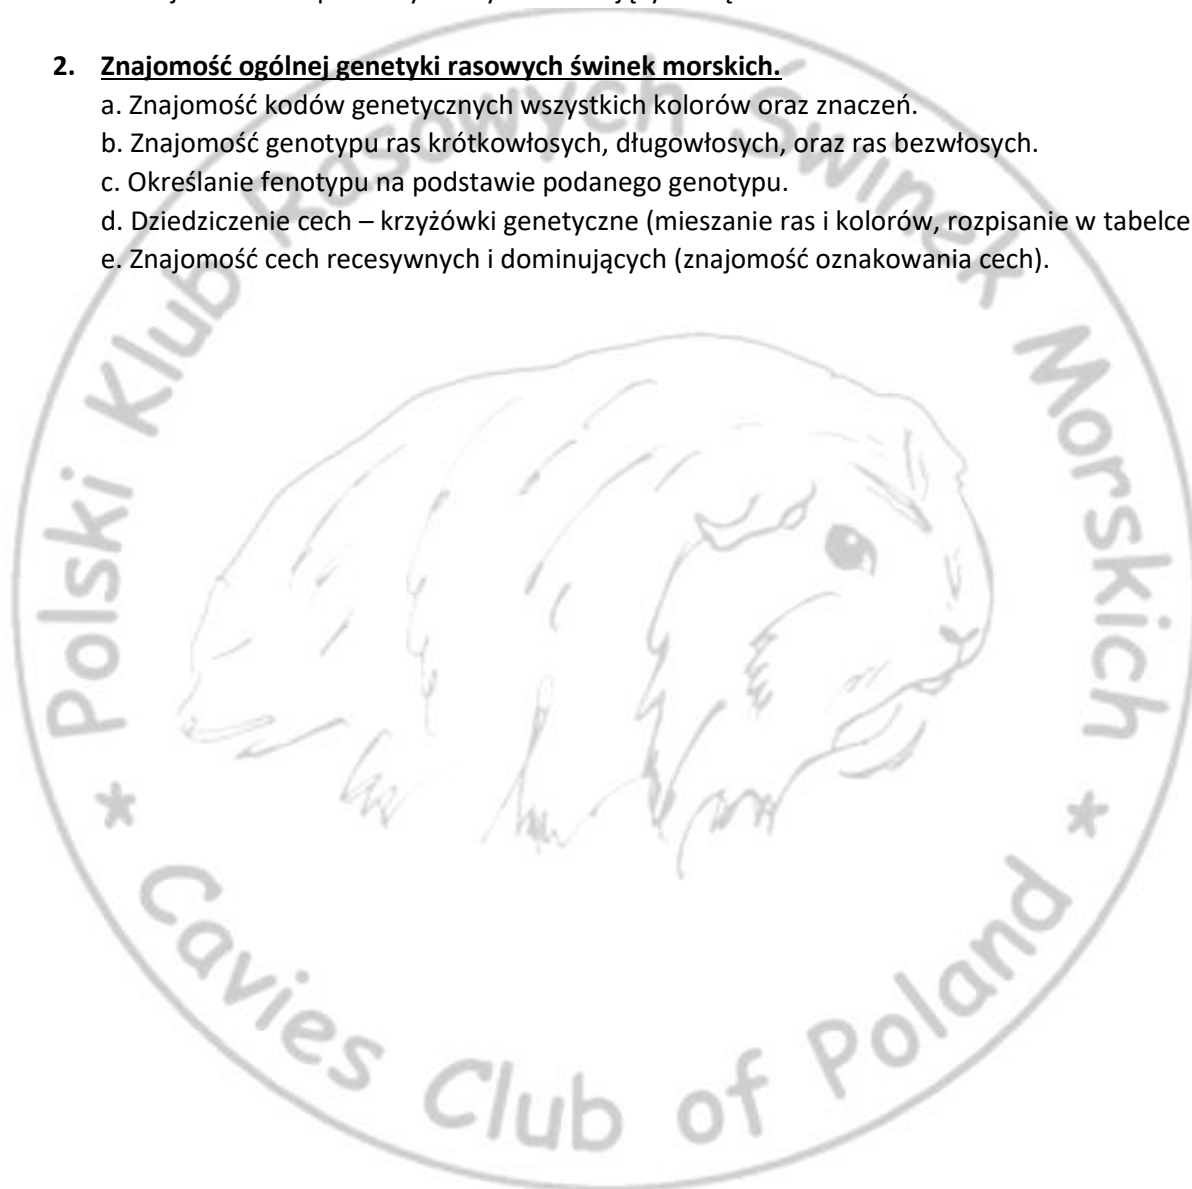 2. Znajomość ogólnej genetyki rasowych świnek morskich.
a. Znajomość kodów genetycznych wszystkich kolorów oraz znaczeń.
b. Znajomość genotypu ras krótkowłosych, długowłosych, oraz ras bezwłosych.
c. Określanie fenotypu na podstawie podanego genotypu.
d. Dziedziczenie cech – krzyżówki genetyczne (mieszanie ras i kolorów, rozpisanie w tabelce
e. Znajomość cech recesywnych i dominujących (znajomość oznakowania cech).
Polski Klub Rasowych Świnek Morskich
* Cavies Club of Poland *